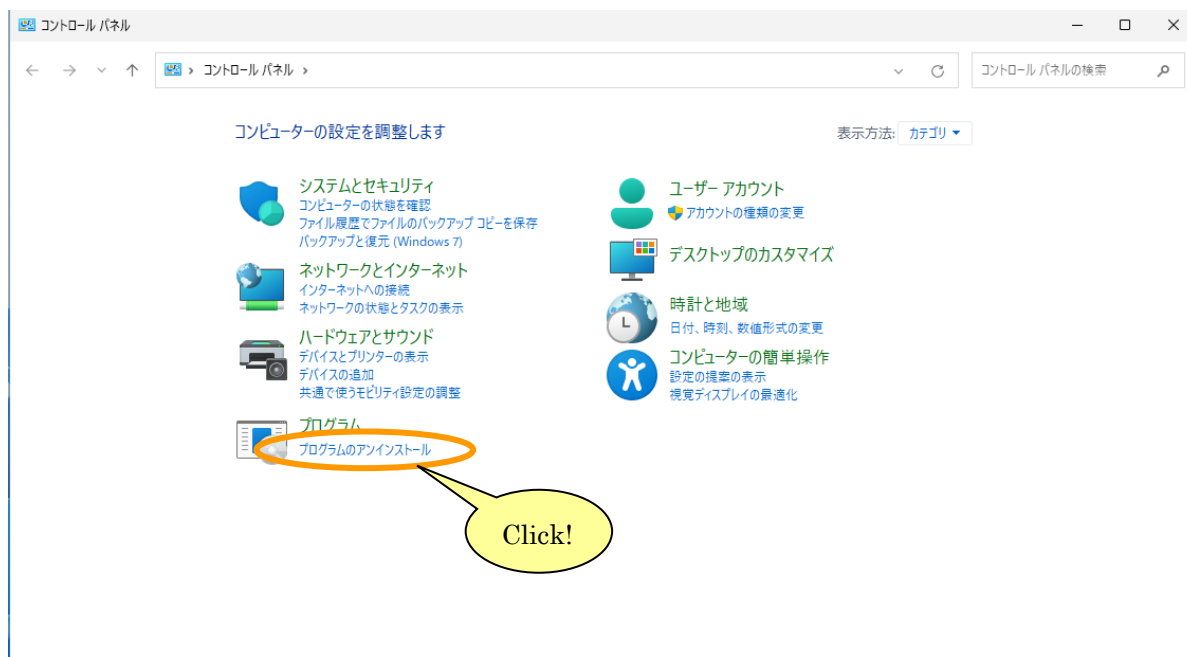 コントロール パネル
コントロール パネル
コントロール パネルの検索
コンピューターの設定を調整します
表示方法: カテゴリ
システムとセキュリティ
コンピューターの状態を確認
ファイル履歴でファイルのバックアップ コピーを保存
バックアップと復元 (Windows 7)
ネットワークとインターネット
インターネットへの接続
ネットワークの状態とタスクの表示
ハードウェアとサウンド
デバイスとプリンターの表示
デバイスの追加
共通で使うモビリティ設定の調整
プログラム
プログラムのアンインストール
ユーザー アカウント
アカウントの種類の変更
デスクトップのカスタマイズ
時計と地域
日付、時刻、数値形式の変更
コンピューターの簡単操作
設定の提案の表示
視覚ディスプレイの最適化
Click!